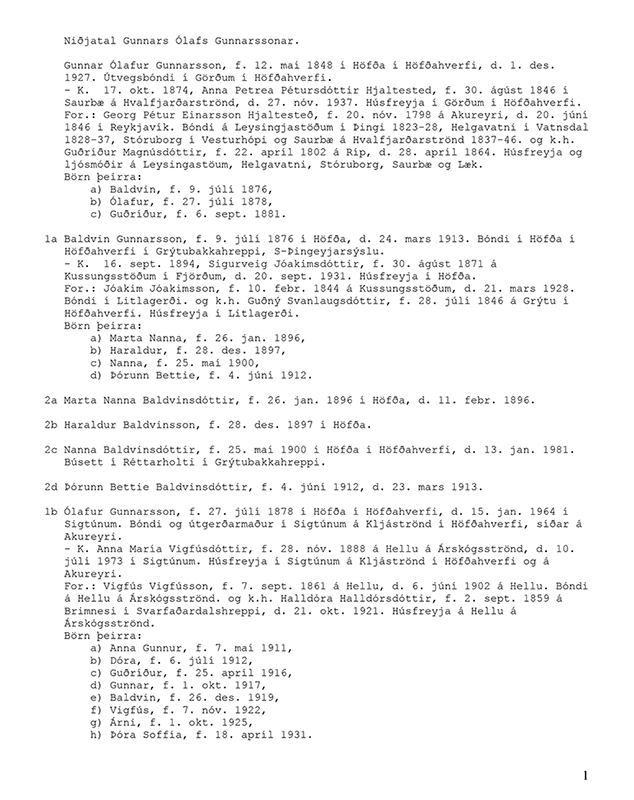 Niðjatal Gunnars Ólafs Gunnarssonar.
Gunnar Ólafur Gunnarsson, f. 12. maí 1848 í Höfða í Höfðahverfi, d. 1. des.
1927. Útvegsbóndi í Görðum í Höfðahverfi.
- K.  17. okt. 1874, Anna Petrea Pétursdóttir Hjaltested, f. 30. ágúst 1846 í
Saurbæ á Hvalfjarðarströnd, d. 27. nóv. 1937. Húsfreyja í Görðum í Höfðahverfi.
For.: Georg Pétur Einarsson Hjaltesteð, f. 20. nóv. 1798 á Akureyri, d. 20. júní
1846 í Reykjavík. Bóndi á Leysingjastöðum í Þingi 1823-28, Helgavatni í Vatnsdal
1828-37, Stóruborg í Vesturhópi og Saurbæ á Hvalfjarðarströnd 1837-46. og k.h.
Guðríður Magnúsdóttir, f. 22. apríl 1802 á Ríp, d. 28. apríl 1864. Húsfreyja og
ljósmóðir á Leysingastöum, Helgavatni, Stóruborg, Saurbæ og Læk.
Börn þeirra:
a) Baldvin, f. 9. júlí 1876,
b) Ólafur, f. 27. júlí 1878,
c) Guðríður, f. 6. sept. 1881.
1a Baldvin Gunnarsson, f. 9. júlí 1876 í Höfða, d. 24. mars 1913. Bóndi í Höfða í
Höfðahverfi í Grýtubakkahreppi, S-Þingeyjarsýslu.
- K.  16. sept. 1894, Sigurveig Jóakimsdóttir, f. 30. ágúst 1871 á
Kussungsstöðum í Fjörðum, d. 20. sept. 1931. Húsfreyja í Höfða.
For.: Jóakim Jóakimsson, f. 10. febr. 1844 á Kussungsstöðum, d. 21. mars 1928.
Bóndi í Litlagerði. og k.h. Guðný Svanlaugsdóttir, f. 28. júlí 1846 á Grýtu í
Höfðahverfi. Húsfreyja í Litlagerði.
Börn þeirra:
a) Marta Nanna, f. 26. jan. 1896,
b) Haraldur, f. 28. des. 1897,
c) Nanna, f. 25. maí 1900,
d) Þórunn Bettie, f. 4. júní 1912.
2a Marta Nanna Baldvinsdóttir, f. 26. jan. 1896 í Höfða, d. 11. febr. 1896.
2b Haraldur Baldvinsson, f. 28. des. 1897 í Höfða.
2c Nanna Baldvinsdóttir, f. 25. maí 1900 í Höfða í Höfðahverfi, d. 13. jan. 1981.
Búsett í Réttarholti í Grýtubakkahreppi.
2d Þórunn Bettie Baldvinsdóttir, f. 4. júní 1912, d. 23. mars 1913.
1b Ólafur Gunnarsson, f. 27. júlí 1878 í Höfða í Höfðahverfi, d. 15. jan. 1964 í
Sigtúnum. Bóndi og útgerðarmaður í Sigtúnum á Kljáströnd í Höfðahverfi, síðar á
Akureyri.
- K. Anna María Vigfúsdóttir, f. 28. nóv. 1888 á Hellu á Árskógsströnd, d. 10.
júlí 1973 í Sigtúnum. Húsfreyja í Sigtúnum á Kljáströnd í Höfðahverfi og á
Akureyri.
For.: Vigfús Vigfússon, f. 7. sept. 1861 á Hellu, d. 6. júní 1902 á Hellu. Bóndi
á Hellu á Árskógsströnd. og k.h. Halldóra Halldórsdóttir, f. 2. sept. 1859 á
Brimnesi í Svarfaðardalshreppi, d. 21. okt. 1921. Húsfreyja á Hellu á
Árskógsströnd.
Börn þeirra:
a) Anna Gunnur, f. 7. maí 1911,
b) Dóra, f. 6. júlí 1912,
c) Guðríður, f. 25. apríl 1916,
d) Gunnar, f. 1. okt. 1917,
e) Baldvin, f. 26. des. 1919,
f) Vigfús, f. 7. nóv. 1922,
g) Árni, f. 1. okt. 1925,
h) Þóra Soffía, f. 18. apríl 1931.
1